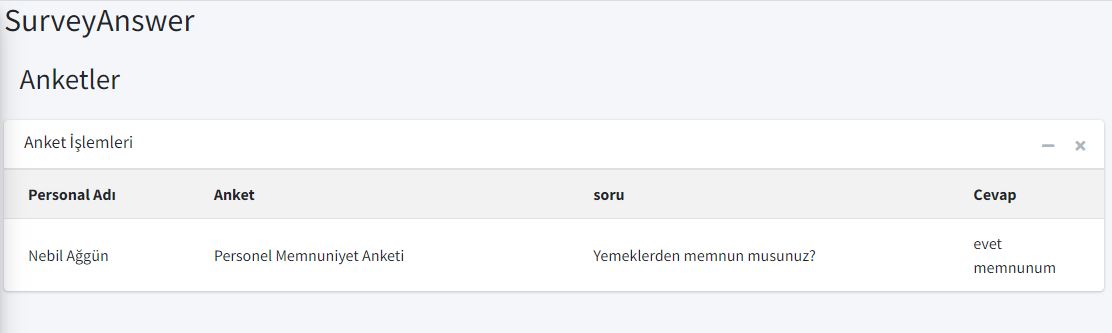 SurveyAnswer
Anketler
Anket İşlemleri
Personal Adı Anket soru Cevap
Nebil Ağgün Personel Memnuniyet Anketi Yemeklerden memnun musunuz? evet
memnunum